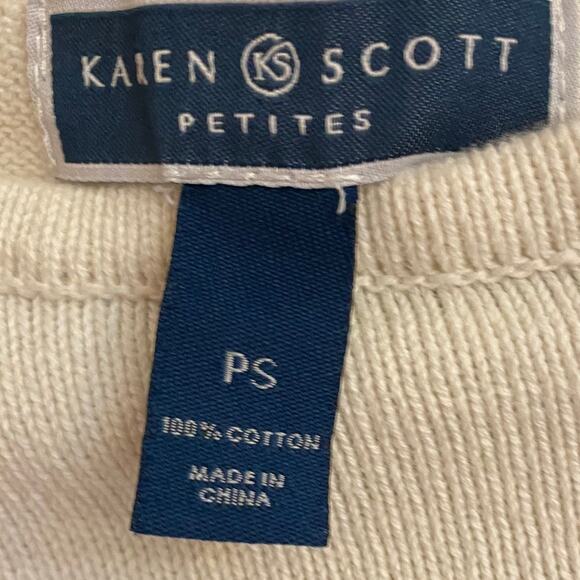 KAREN KS SCOTT
PETITES
PS
100% COTTON
MADE IN
CHINA